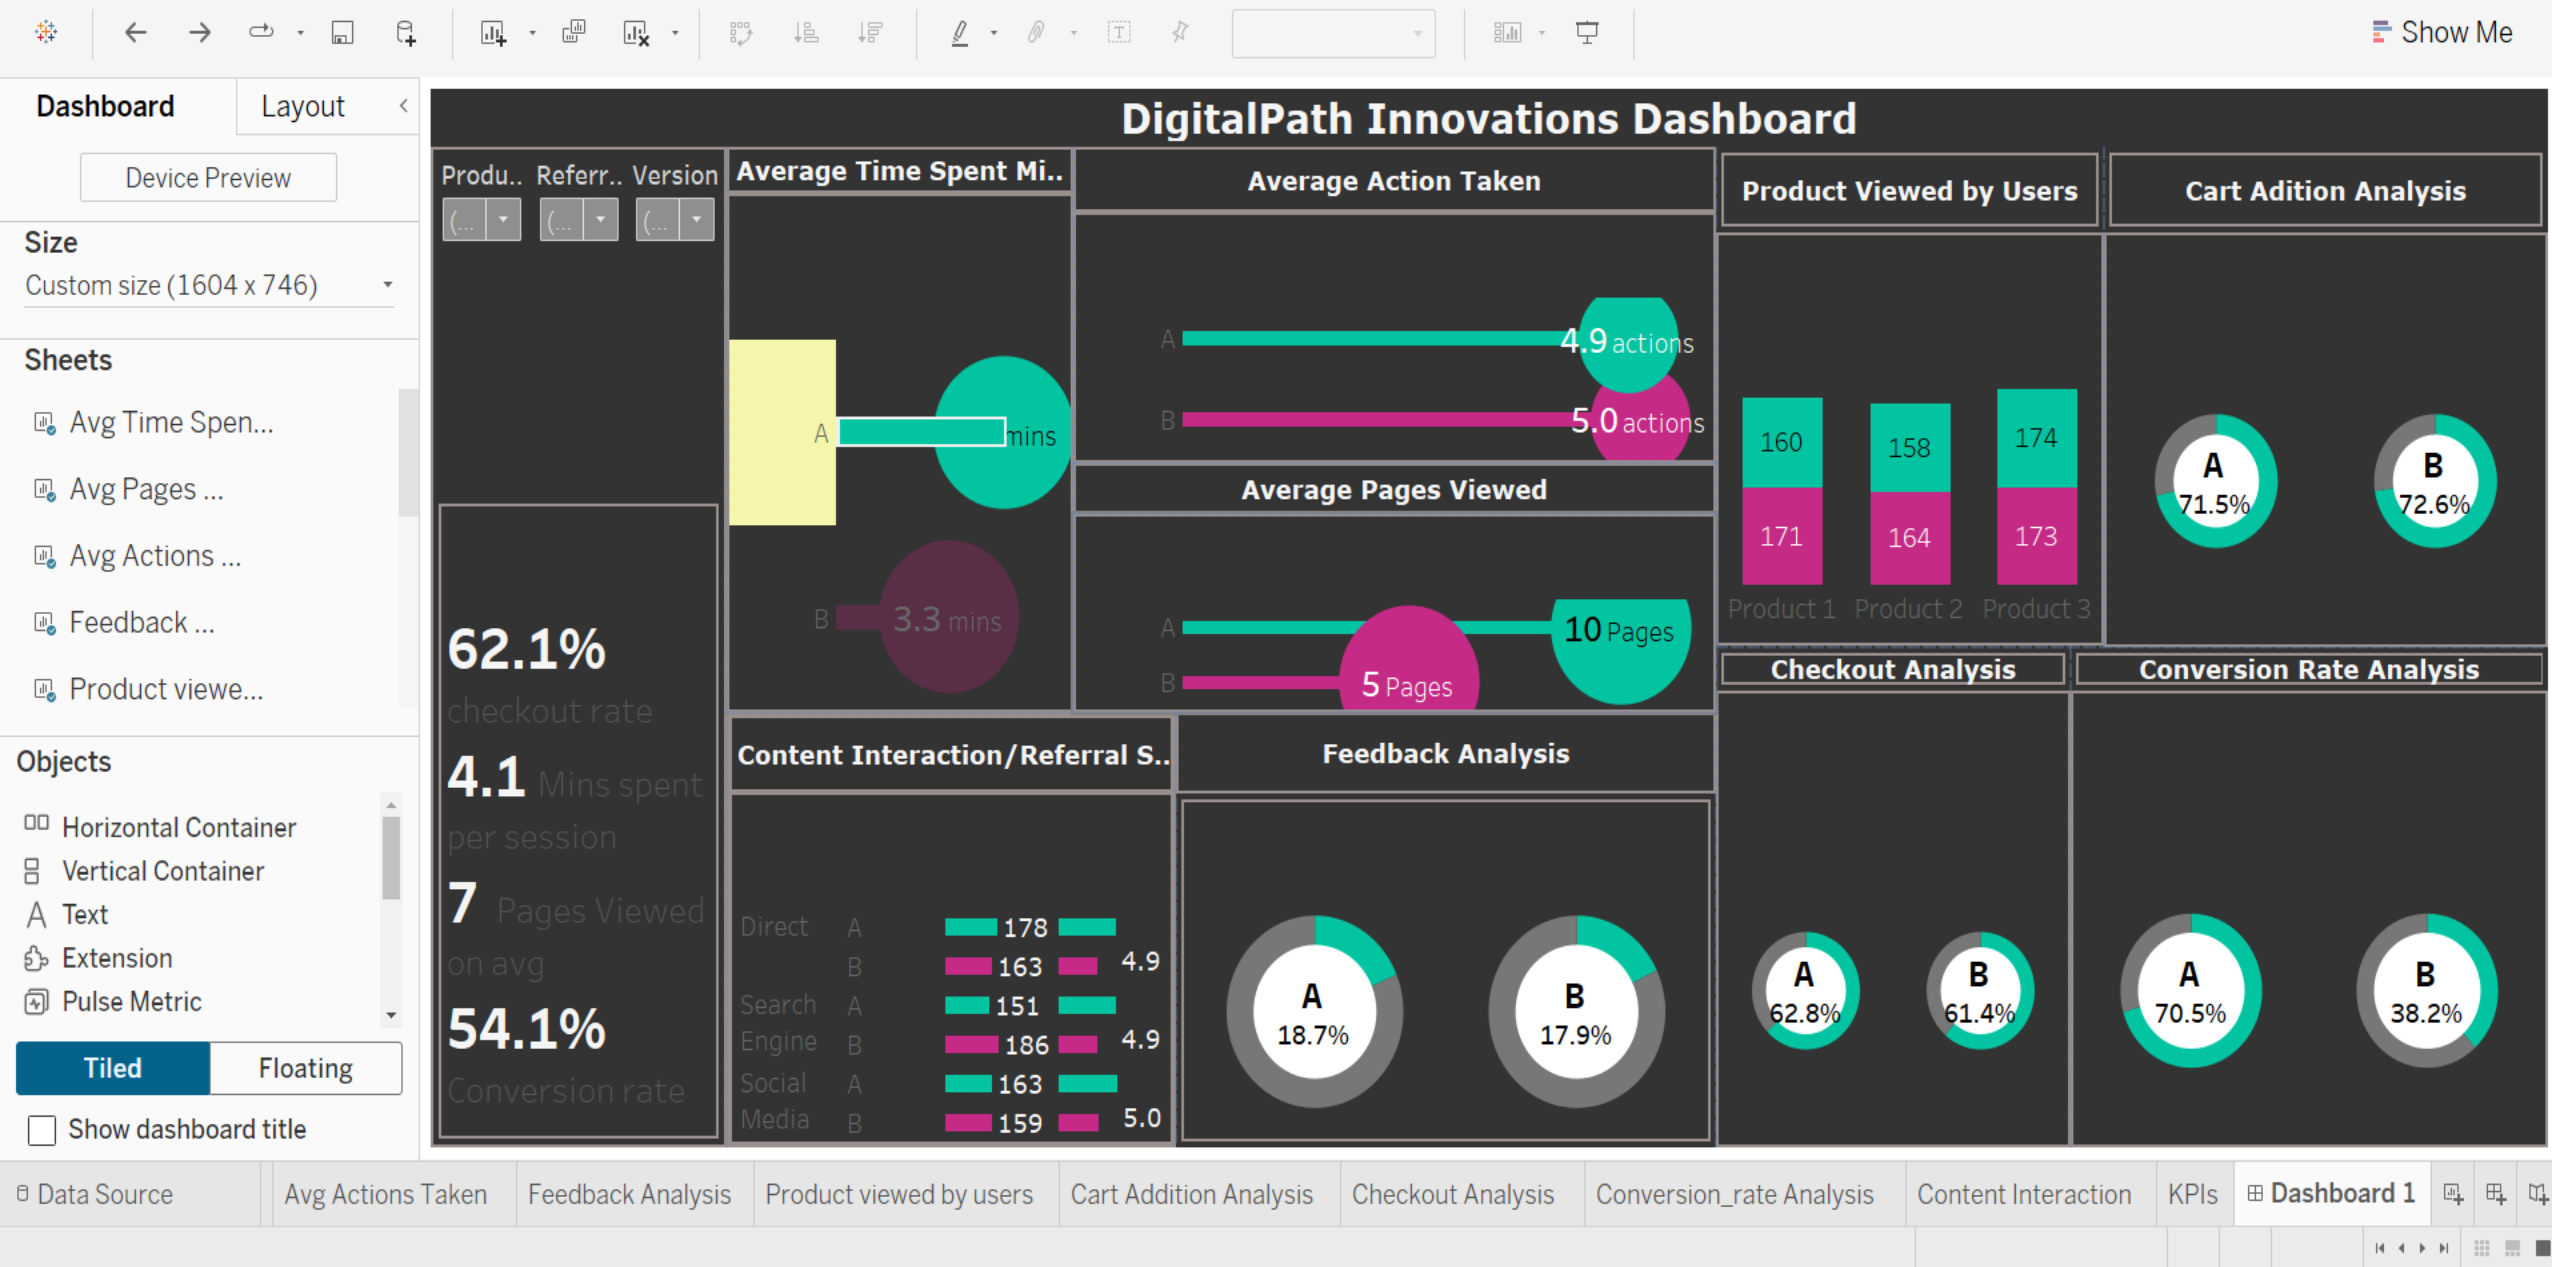 Show Me
Dashboard
Layout
Device Preview
Size
Custom size (1604 x 746)
Sheets
Avg Time Spen...
Avg Pages ...
Avg Actions ...
Feedback ...
Product viewe...
Objects
Horizontal Container
Vertical Container
Text
Extension
Pulse Metric
Tiled
Floating
Show dashboard title
DigitalPath Innovations Dashboard
Produ.. Referr.. Version
(... (... (...
62.1%
checkout rate
4.1 Mins spent
per session
7 Pages Viewed
on avg
54.1%
Conversion rate
Average Time Spent Mi..
A mins
B 3.3 mins
Average Action Taken
A 4.9 actions
B 5.0 actions
Average Pages Viewed
A 10 Pages
B 5 Pages
Product Viewed by Users
160 158 174
171 164 173
Product 1 Product 2 Product 3
Cart Adition Analysis
A B
71.5% 72.6%
Content Interaction/Referral S..
Direct A 178
B 163 4.9
Search A 151
Engine B 186 4.9
Social A 163
Media B 159 5.0
Feedback Analysis
A B
18.7% 17.9%
Checkout Analysis
A B
62.8% 61.4%
Conversion Rate Analysis
A B
70.5% 38.2%
Data Source
Avg Actions Taken
Feedback Analysis
Product viewed by users
Cart Addition Analysis
Checkout Analysis
Conversion_rate Analysis
Content Interaction
KPIs
Dashboard 1